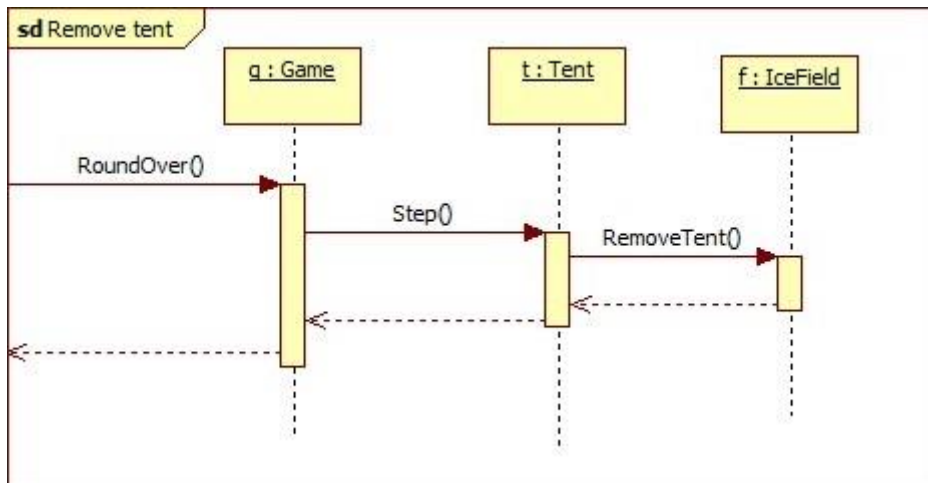 sd Remove tent
g : Game
t : Tent
f : IceField
RoundOver()
Step()
RemoveTent()